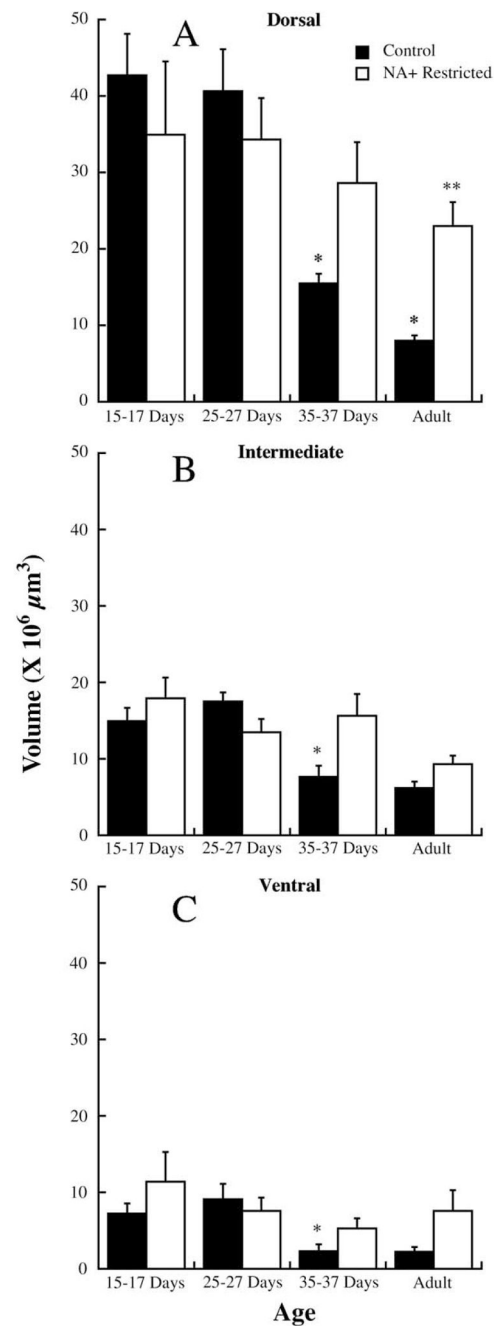 Dorsal
A
Control
NA+ Restricted
50
40
30
20
10
0
*
*
**
15-17 Days 25-27 Days 35-37 Days Adult
Intermediate
B
50
40
30
20
10
0
*
15-17 Days 25-27 Days 35-37 Days Adult
Volume (X 10⁶ μm³)
Ventral
C
50
40
30
20
10
0
*
15-17 Days 25-27 Days 35-37 Days Adult
Age